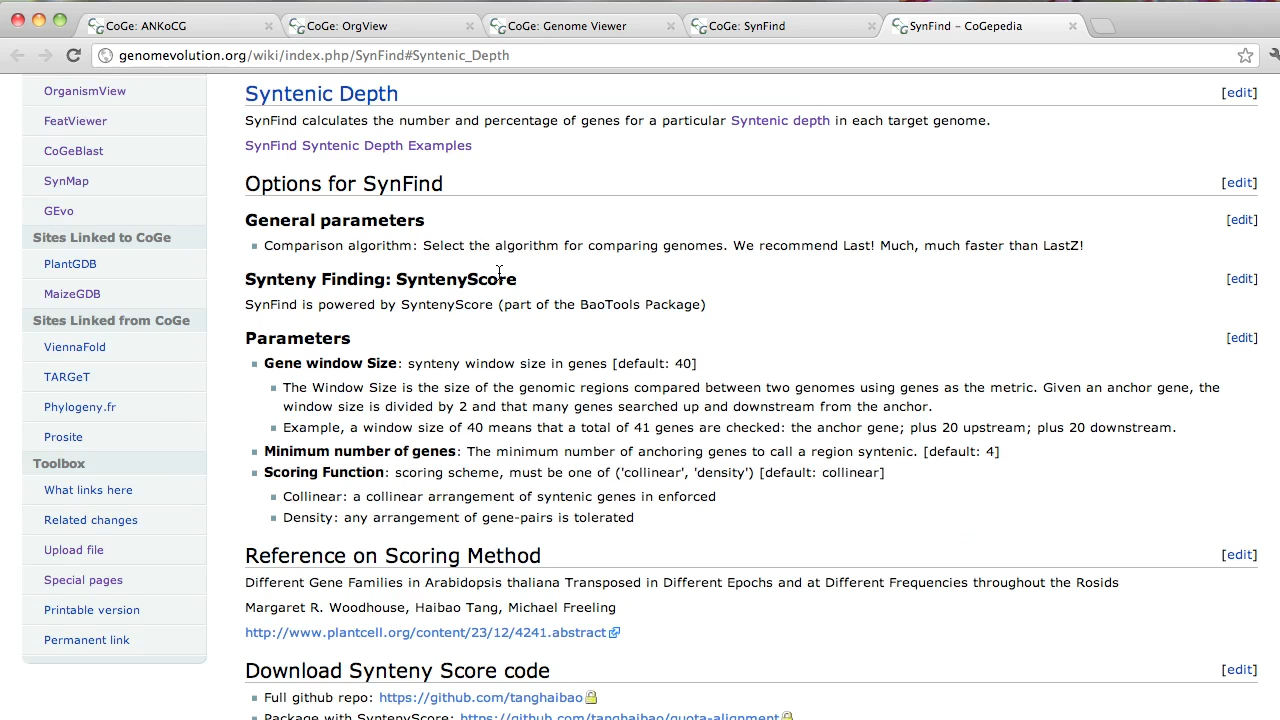 CoGe: ANKoCG
CoGe: OrgView
CoGe: Genome Viewer
CoGe: SynFind
SynFind – CoGepedia
genomevolution.org/wiki/index.php/SynFind#Syntenic_Depth
OrganismView
FeatViewer
CoGeBlast
SynMap
GEvo
Sites Linked to CoGe
PlantGDB
MaizeGDB
Sites Linked from CoGe
ViennaFold
TARGeT
Phylogeny.fr
Prosite
Toolbox
What links here
Related changes
Upload file
Special pages
Printable version
Permanent link
Syntenic Depth [edit]
SynFind calculates the number and percentage of genes for a particular Syntenic depth in each target genome.
SynFind Syntenic Depth Examples
Options for SynFind [edit]
General parameters [edit]
Comparison algorithm: Select the algorithm for comparing genomes. We recommend Last! Much, much faster than LastZ!
Synteny Finding: SyntenyScore [edit]
SynFind is powered by SyntenyScore (part of the BaoTools Package)
Parameters [edit]
Gene window Size: synteny window size in genes [default: 40]
The Window Size is the size of the genomic regions compared between two genomes using genes as the metric. Given an anchor gene, the
window size is divided by 2 and that many genes searched up and downstream from the anchor.
Example, a window size of 40 means that a total of 41 genes are checked: the anchor gene; plus 20 upstream; plus 20 downstream.
Minimum number of genes: The minimum number of anchoring genes to call a region syntenic. [default: 4]
Scoring Function: scoring scheme, must be one of ('collinear', 'density') [default: collinear]
Collinear: a collinear arrangement of syntenic genes in enforced
Density: any arrangement of gene-pairs is tolerated
Reference on Scoring Method [edit]
Different Gene Families in Arabidopsis thaliana Transposed in Different Epochs and at Different Frequencies throughout the Rosids
Margaret R. Woodhouse, Haibao Tang, Michael Freeling
http://www.plantcell.org/content/23/12/4241.abstract
Download Synteny Score code [edit]
Full github repo: https://github.com/tanghaibao
Package with SyntenyScore: https://github.com/tanghaibao/quota-alignment